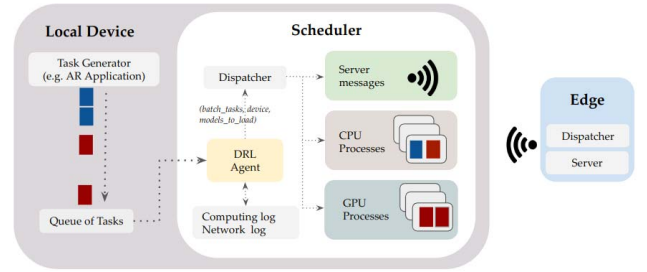 Local Device
Scheduler
Task Generator
(e.g. AR Application)
Queue of Tasks
Dispatcher
(batch_tasks, device,
models_to_load)
DRL
Agent
Computing log
Network log
Server
messages
CPU
Processes
GPU
Processes
Edge
Dispatcher
Server